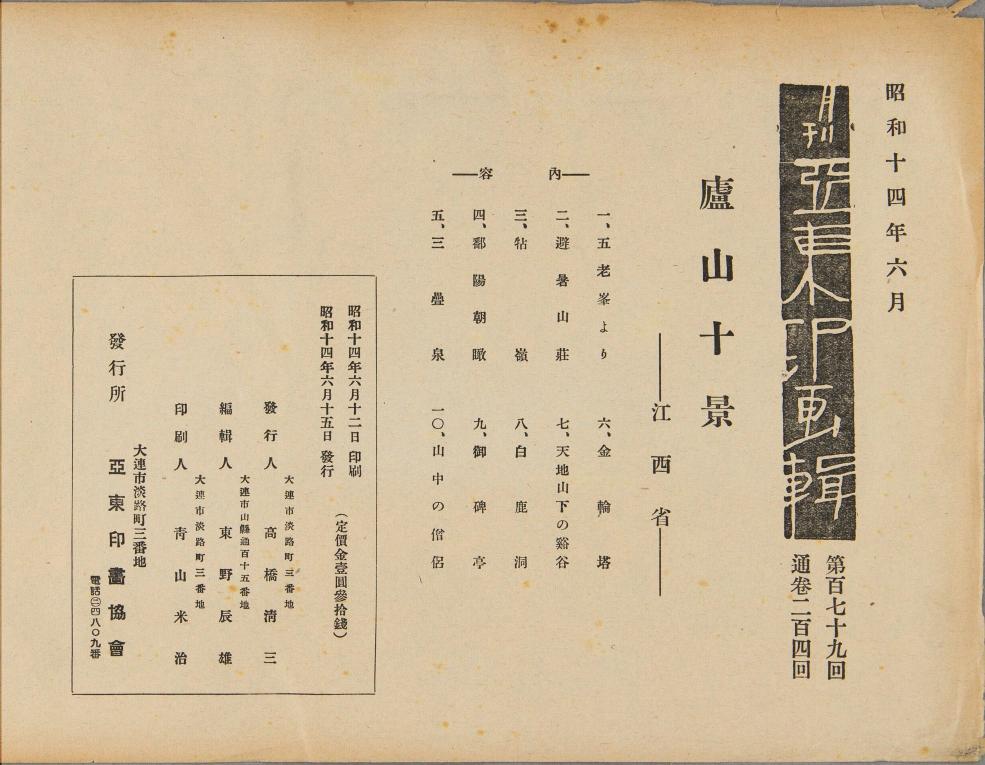 昭和十四年六月
月刊亞東印画輯
第百七十九回
通卷二百四回
廬山十景
――江西省――
內容
一、五老峯より
二、避暑山莊
三、牯嶺
四、鄱陽朝暾
五、三疊泉
六、金輪塔
七、天地山下の谿谷
八、白鹿洞
九、御碑亭
一〇、山中の僧侶
昭和十四年六月十二日印刷
昭和十四年六月十五日發行
（定價金壹圓參拾錢）
大連市淡路町三番地
發行人 高橋淸三
大連市山縣通百十五番地
編輯人 東野辰雄
大連市淡路町三番地
印刷人 靑山米治
大連市淡路町三番地
發行所 亞東印畫協會
電話㊁四八〇九番